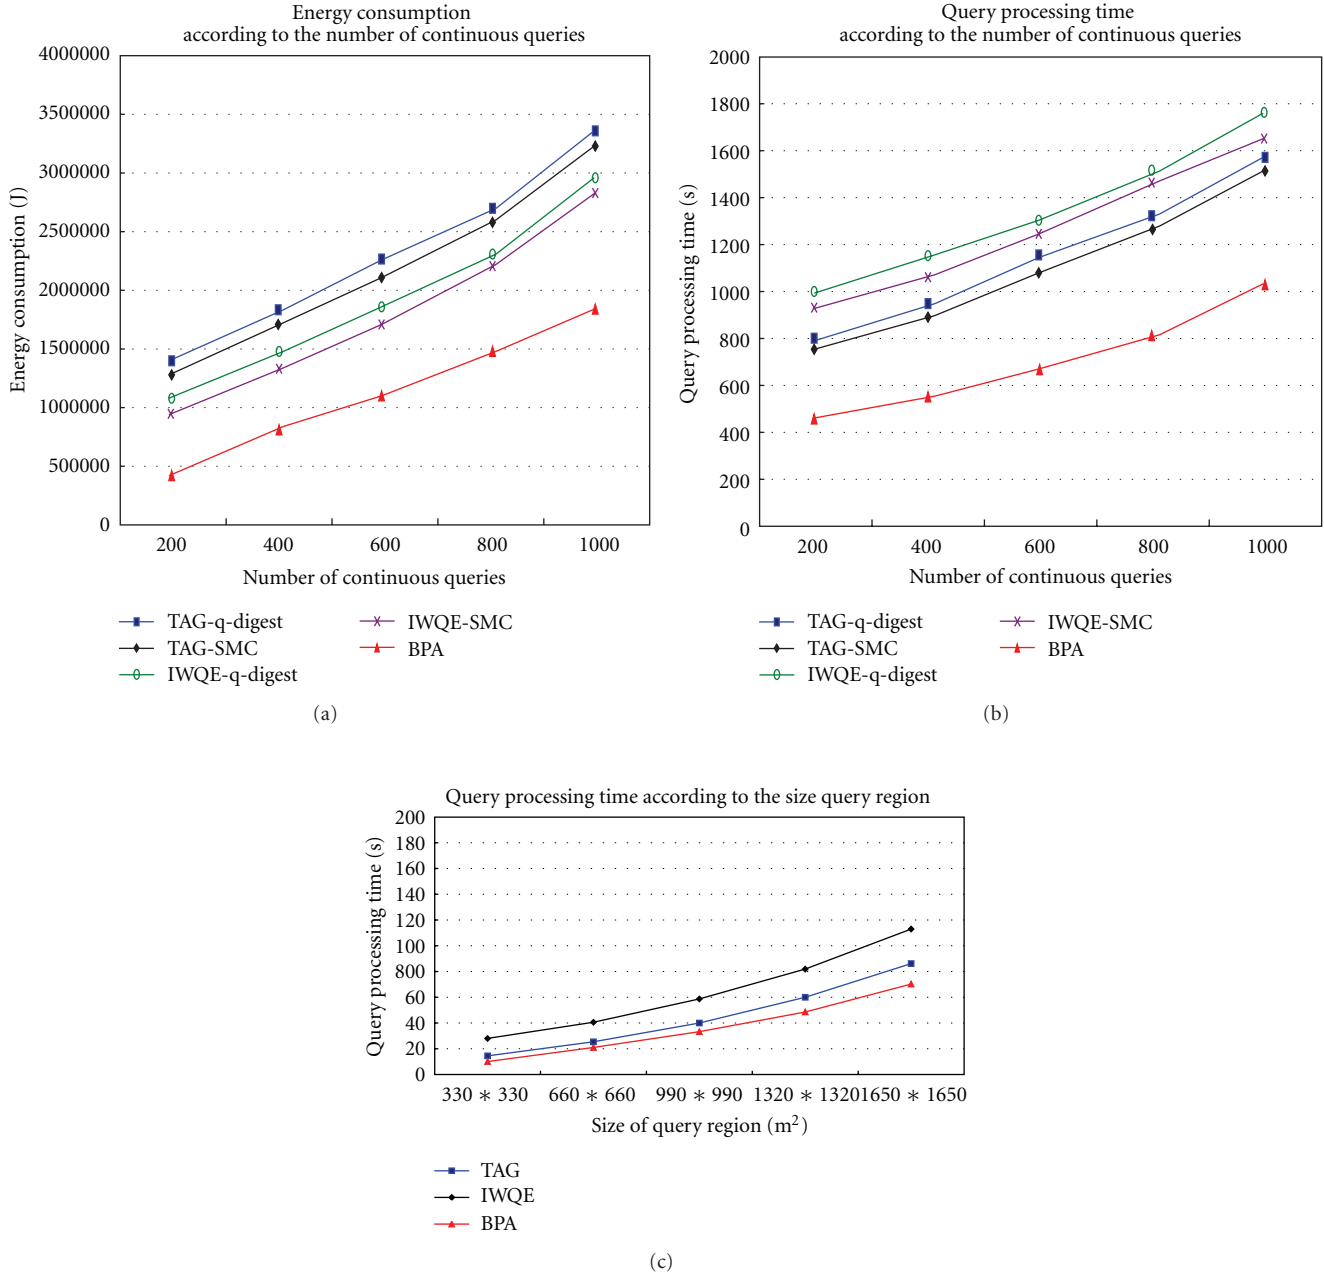 Energy consumption
according to the number of continuous queries
4000000
3500000
3000000
2500000
2000000
1500000
1000000
500000
0
Energy consumption (J)
200 400 600 800 1000
Number of continuous queries
TAG-q-digest
TAG-SMC
IWQE-q-digest
IWQE-SMC
BPA
(a)
Query processing time
according to the number of continuous queries
2000
1800
1600
1400
1200
1000
800
600
400
200
0
Query processing time (s)
200 400 600 800 1000
Number of continuous queries
TAG-q-digest
TAG-SMC
IWQE-q-digest
IWQE-SMC
BPA
(b)
Query processing time according to the size query region
200
180
160
140
120
100
800
60
40
20
0
Query processing time (s)
330 ∗ 330 660 ∗ 660 990 ∗ 990 1320 ∗ 1320 1650 ∗ 1650
Size of query region (m²)
TAG
IWQE
BPA
(c)